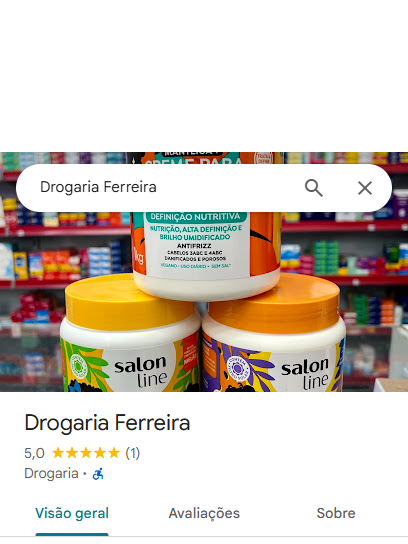 Drogaria Ferreira
CREME PARA
DEFINIÇÃO NUTRITIVA
NUTRIÇÃO, ALTA DEFINIÇÃO E
BRILHO UMIDIFICADO
ANTIFRIZZ
CABELOS 3ABC E 4ABC
DANIFICADOS E POROSOS
VEGANO • USO DIÁRIO • SEM SAL*
1kg
salon
line
salon
line
Drogaria Ferreira
5,0 ★★★★★ (1)
Drogaria •
Visão geral
Avaliações
Sobre